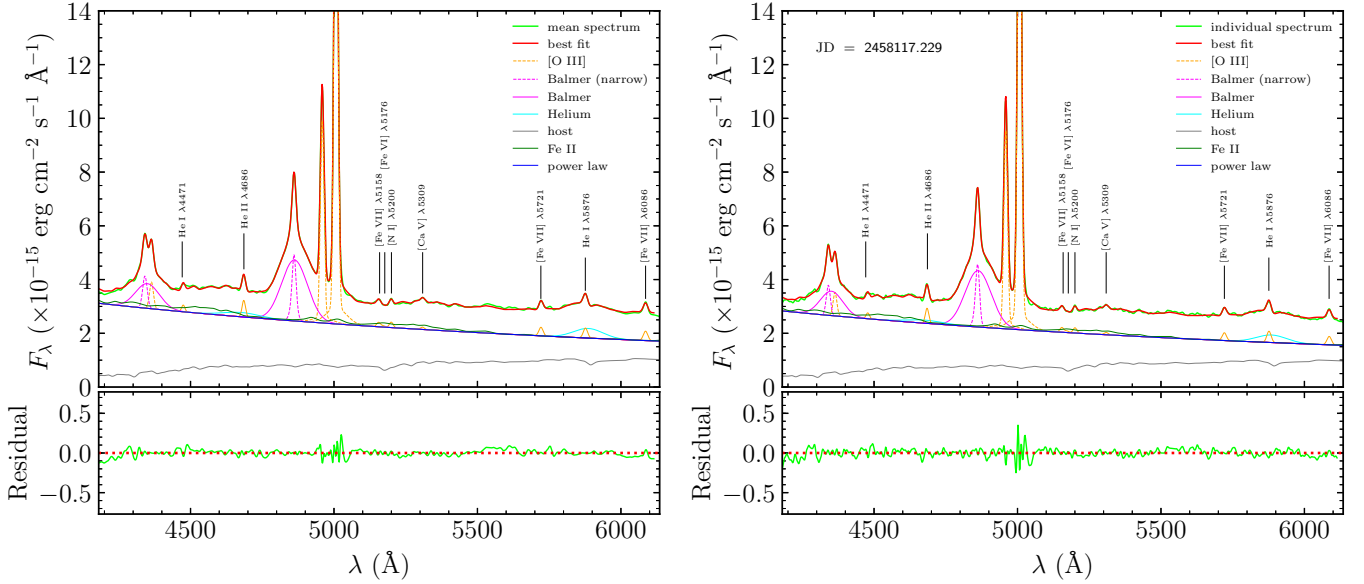 14
12
10
8
6
4
2
0
F_λ (×10⁻¹⁵ erg cm⁻² s⁻¹ Å⁻¹)
mean spectrum
best fit
[O III]
Balmer (narrow)
Balmer
Helium
host
Fe II
power law
He I λ4471
He II λ4686
[Fe VII] λ5158
[Fe VI] λ5176
[N I] λ5200
[Ca V] λ5309
[Fe VII] λ5721
He I λ5876
[Fe VII] λ6086
0.5
0.0
−0.5
Residual
4500
5000
5500
6000
λ (Å)
14
12
10
8
6
4
2
0
F_λ (×10⁻¹⁵ erg cm⁻² s⁻¹ Å⁻¹)
JD = 2458117.229
individual spectrum
best fit
[O III]
Balmer (narrow)
Balmer
Helium
host
Fe II
power law
He I λ4471
He II λ4686
[Fe VII] λ5158
[Fe VI] λ5176
[N I] λ5200
[Ca V] λ5309
[Fe VII] λ5721
He I λ5876
[Fe VII] λ6086
0.5
0.0
−0.5
Residual
4500
5000
5500
6000
λ (Å)